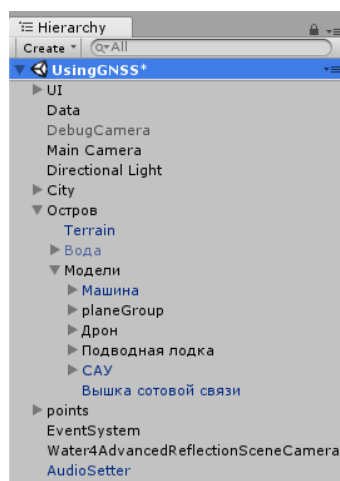 Hierarchy
Create All
UsingGNSS*
UI
Data
DebugCamera
Main Camera
Directional Light
City
Остров
Terrain
Вода
Модели
Машина
planeGroup
Дрон
Подводная лодка
САУ
Вышка сотовой связи
points
EventSystem
Water4AdvancedReflectionSceneCamera
AudioSetter